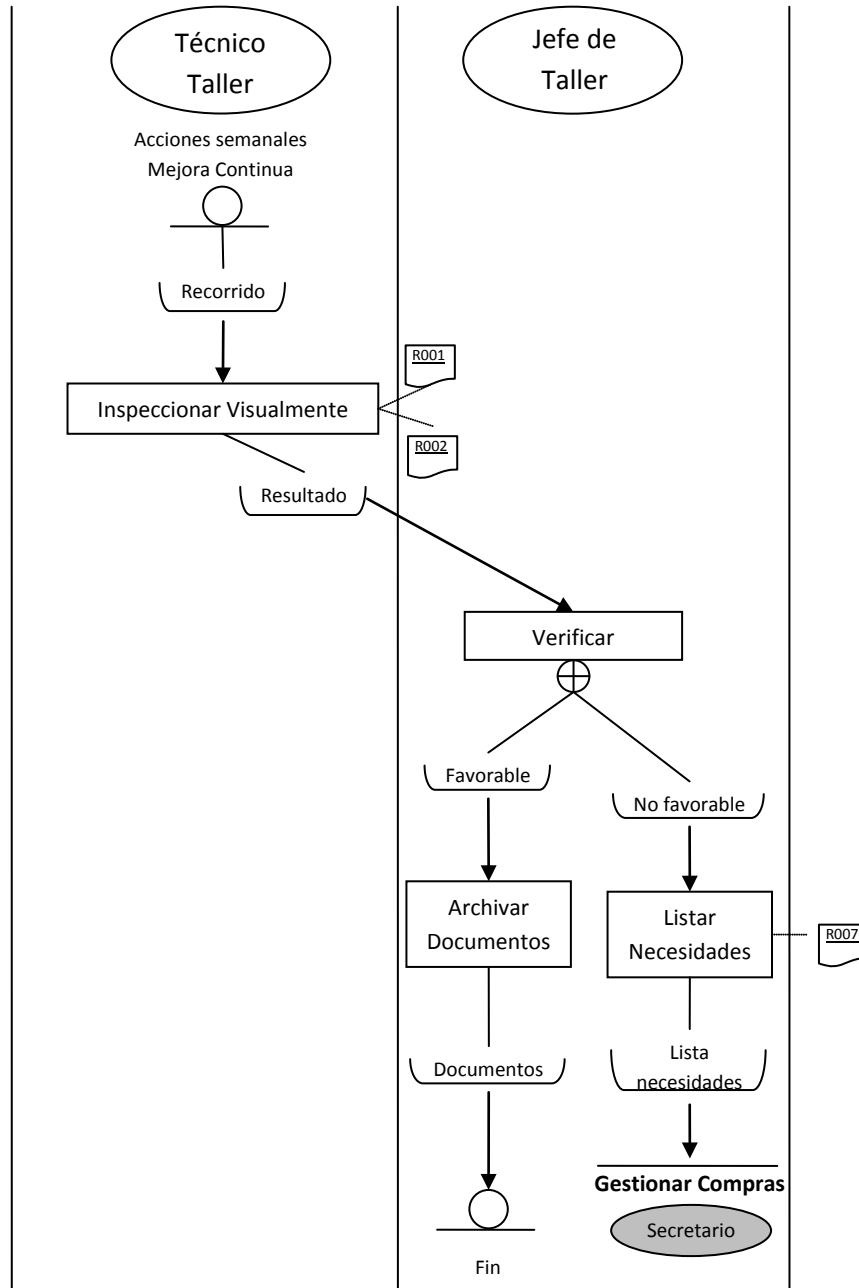 Técnico
Taller
Jefe de
Taller
Acciones semanales
Mejora Continua
Recorrido
R001
Inspeccionar Visualmente
R002
Resultado
Verificar
Favorable
No favorable
Archivar
Documentos
Listar
Necesidades
R007
Documentos
Lista
necesidades
Gestionar Compras
Secretario
Fin